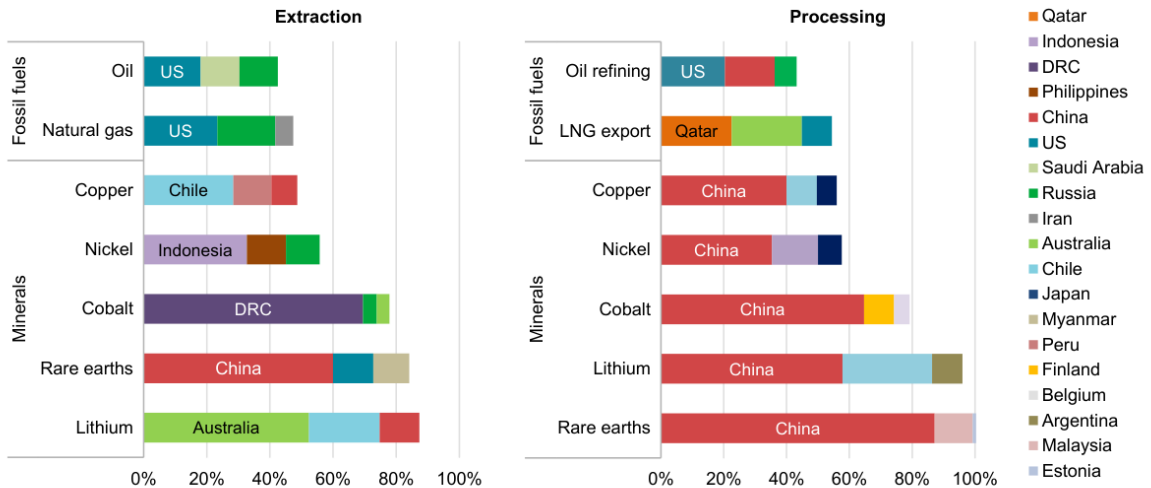 Extraction
Fossil fuels
Oil
US
Natural gas
US
Minerals
Copper
Chile
Nickel
Indonesia
Cobalt
DRC
Rare earths
China
Lithium
Australia
0% 20% 40% 60% 80% 100%
Processing
Fossil fuels
Oil refining
US
LNG export
Qatar
Minerals
Copper
China
Nickel
China
Cobalt
China
Lithium
China
Rare earths
China
0% 20% 40% 60% 80% 100%
Qatar
Indonesia
DRC
Philippines
China
US
Saudi Arabia
Russia
Iran
Australia
Chile
Japan
Myanmar
Peru
Finland
Belgium
Argentina
Malaysia
Estonia